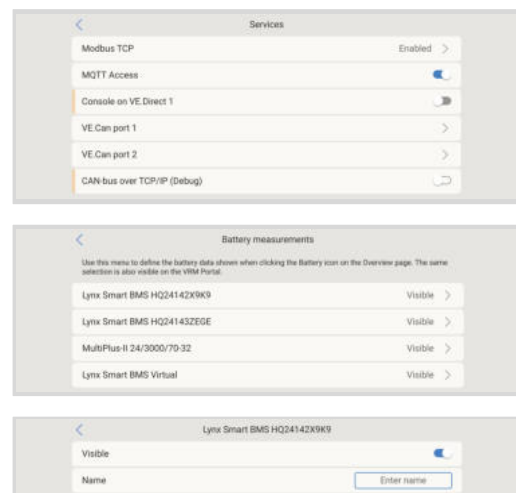 Services
Modbus TCP Enabled
MQTT Access
Console on VE.Direct 1
VE.Can port 1
VE.Can port 2
CAN-bus over TCP/IP (Debug)
Battery measurements
Use this menu to define the battery data shown when clicking the Battery icon on the Overview page. The same
selection is also visible on the VRM Portal.
Lynx Smart BMS HQ24142X9K9 Visible
Lynx Smart BMS HQ24143ZEGE Visible
MultiPlus-II 24/3000/70-32 Visible
Lynx Smart BMS Virtual Visible
Lynx Smart BMS HQ24142X9K9
Visible
Name Enter name